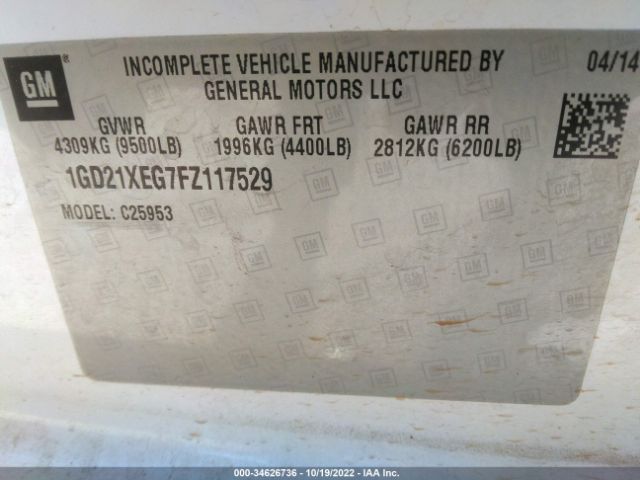 GM
INCOMPLETE VEHICLE MANUFACTURED BY
GENERAL MOTORS LLC
04/14
GVWR GAWR FRT GAWR RR
4309KG (9500LB) 1996KG (4400LB) 2812KG (6200LB)
1GD21XEG7FZ117529
MODEL: C25953
000-34626736 - 10/19/2022 - IAA Inc.